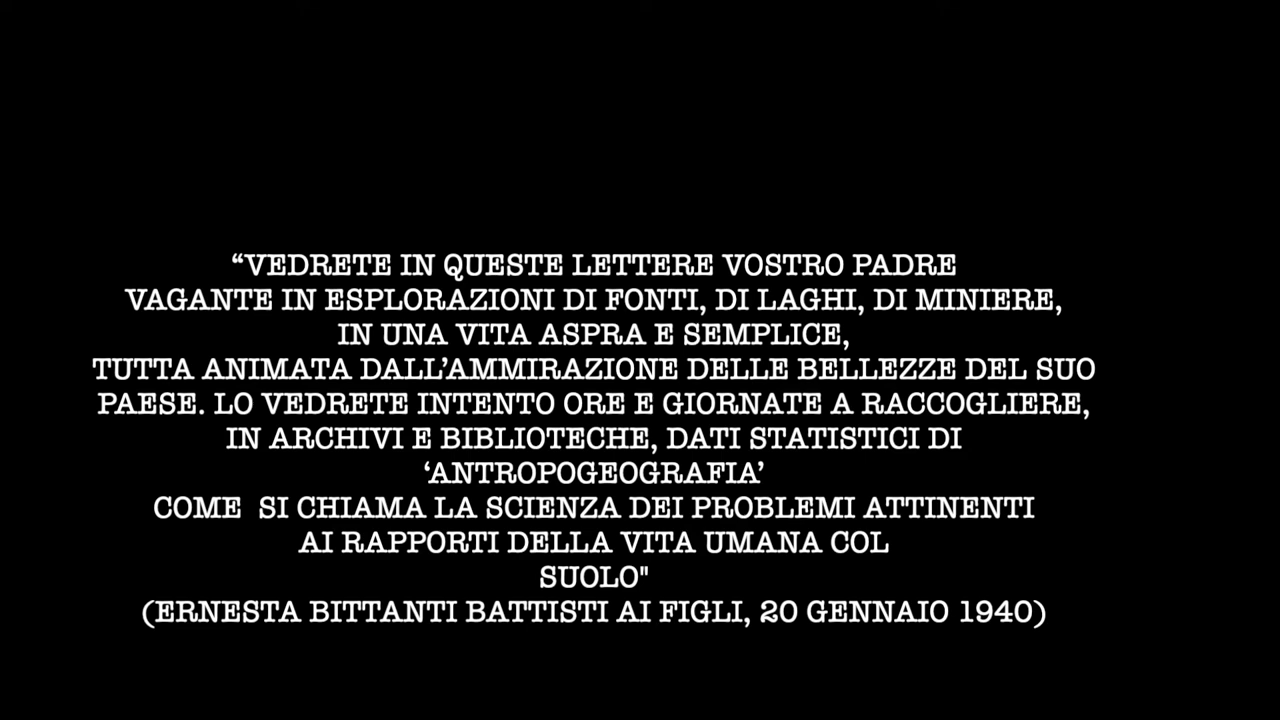 “VEDRETE IN QUESTE LETTERE VOSTRO PADRE
VAGANTE IN ESPLORAZIONI DI FONTI, DI LAGHI, DI MINIERE,
IN UNA VITA ASPRA E SEMPLICE,
TUTTA ANIMATA DALL’AMMIRAZIONE DELLE BELLEZZE DEL SUO
PAESE. LO VEDRETE INTENTO ORE E GIORNATE A RACCOGLIERE,
IN ARCHIVI E BIBLIOTECHE, DATI STATISTICI DI
‘ANTROPOGEOGRAFIA’
COME  SI CHIAMA LA SCIENZA DEI PROBLEMI ATTINENTI
AI RAPPORTI DELLA VITA UMANA COL
SUOLO"
(ERNESTA BITTANTI BATTISTI AI FIGLI, 20 GENNAIO 1940)